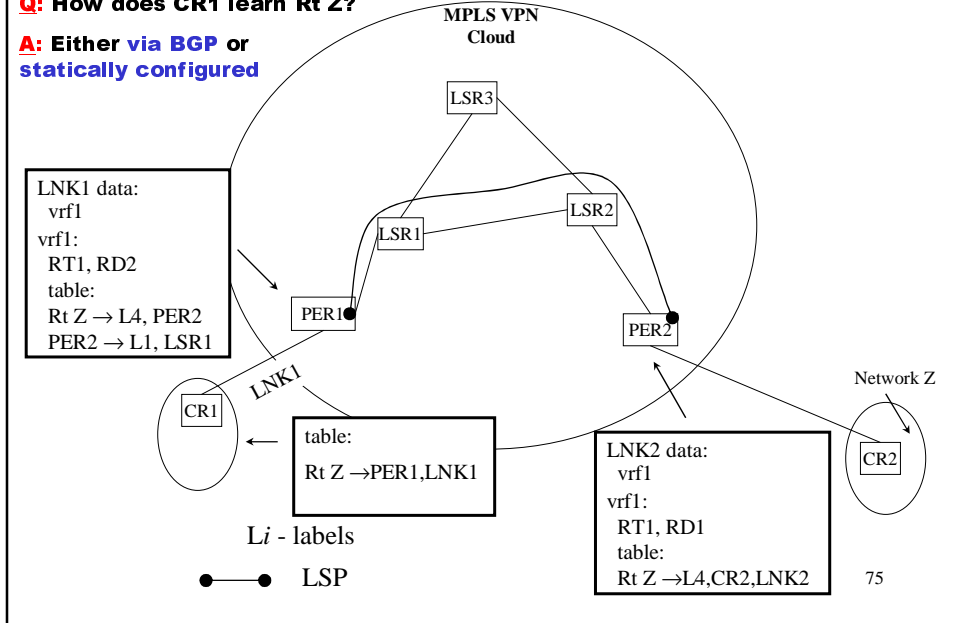 Q: How does CR1 learn Rt Z?
A: Either via BGP or
statically configured
MPLS VPN
Cloud
LSR3
LSR2
LSR1
LNK1 data:
vrf1
vrf1:
RT1, RD2
table:
Rt Z → L4, PER2
PER2 → L1, LSR1
PER1
PER2
LNK1
CR1
Network Z
CR2
table:
Rt Z →PER1,LNK1
LNK2 data:
vrf1
vrf1:
RT1, RD1
table:
Rt Z →L4,CR2,LNK2
Li - labels
LSP
75